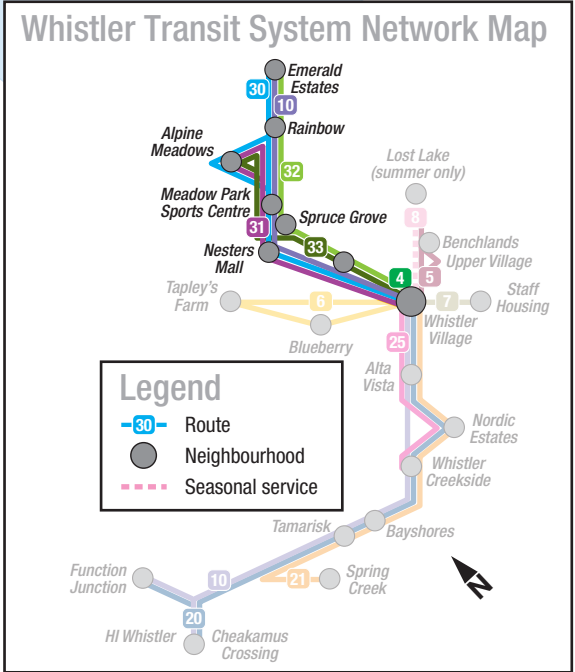 Whistler Transit System Network Map
Emerald
Estates
30
10
Rainbow
Alpine
Meadows
32
Lost Lake
(summer only)
Meadow Park
Sports Centre
8
Spruce Grove
31
33
Benchlands
Upper Village
Nesters
Mall
4
5
Tapley's
Farm
6
7
Staff
Housing
Blueberry
Whistler
Village
25
Alta
Vista
Legend
30
Route
Neighbourhood
Seasonal service
Nordic
Estates
Whistler
Creekside
Tamarisk
Bayshores
Function
Junction
10
21
Spring
Creek
20
HI Whistler
Cheakamus
Crossing
N